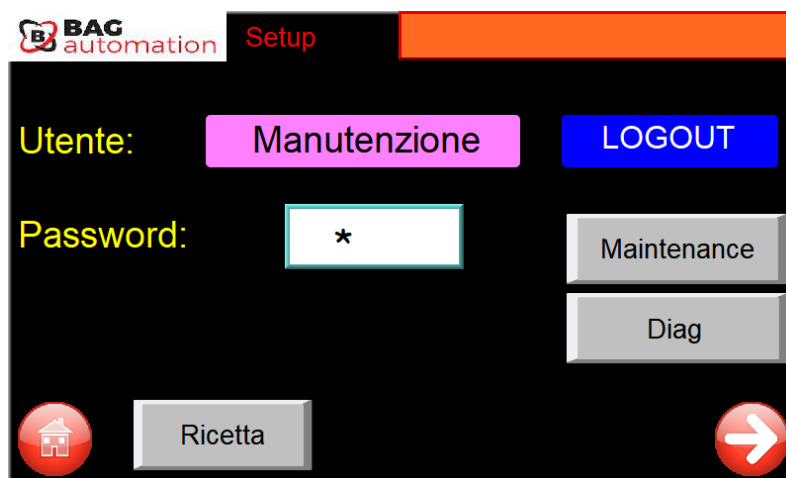 BAG
automation
Setup
Utente: Manutenzione LOGOUT
Password: *
Maintenance
Diag
Ricetta